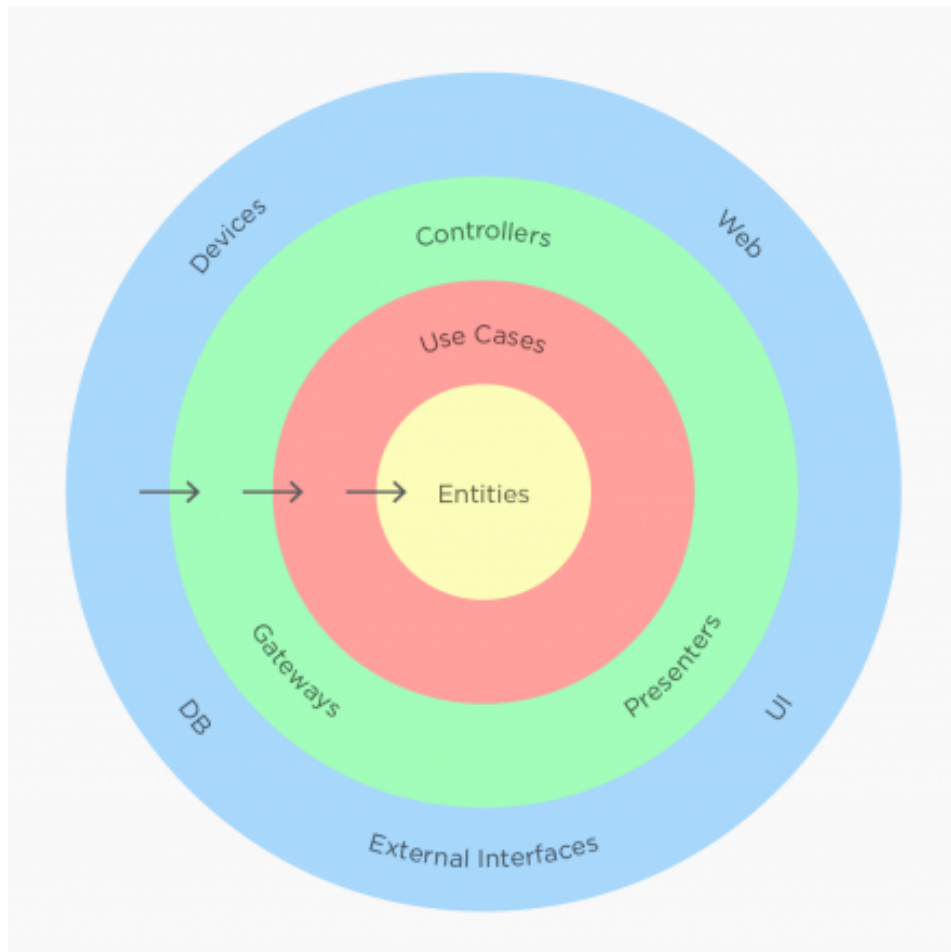 Devices
Web
Controllers
Use Cases
Entities
Gateways
Presenters
DB
UI
External Interfaces